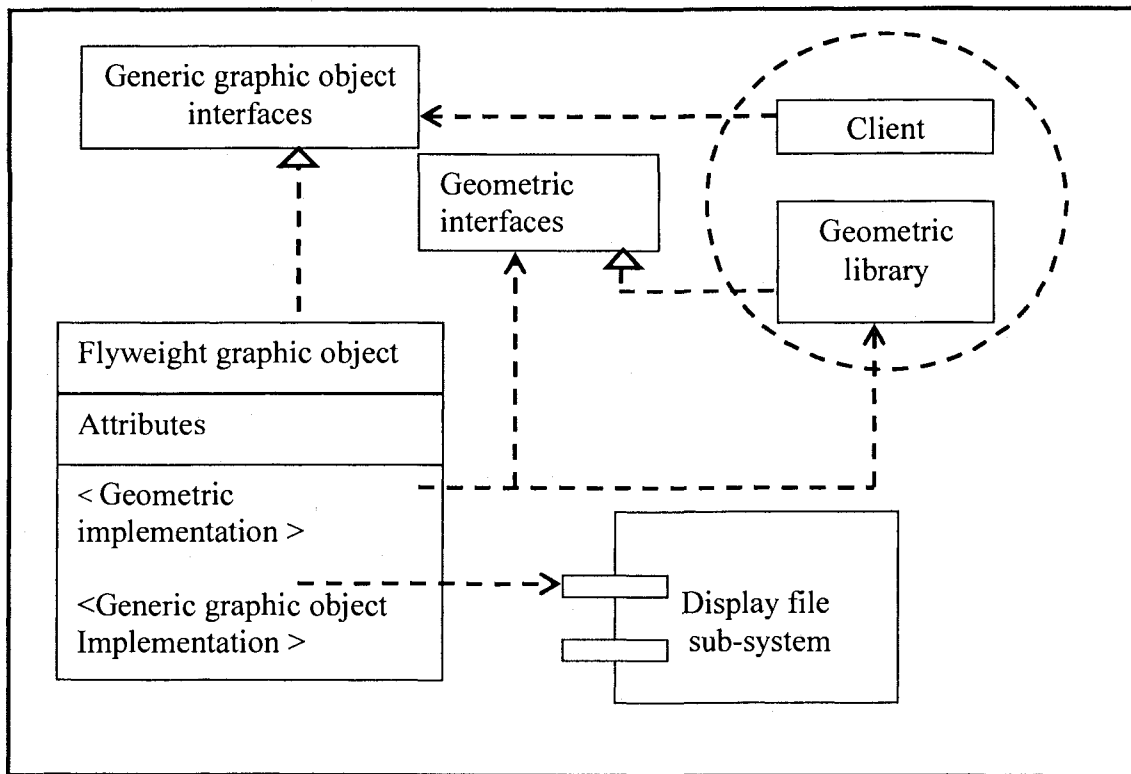 Generic graphic object
interfaces
Client
Geometric
interfaces
Geometric
library
Flyweight graphic object
Attributes
< Geometric
implementation >
<Generic graphic object
Implementation >
Display file
sub-system